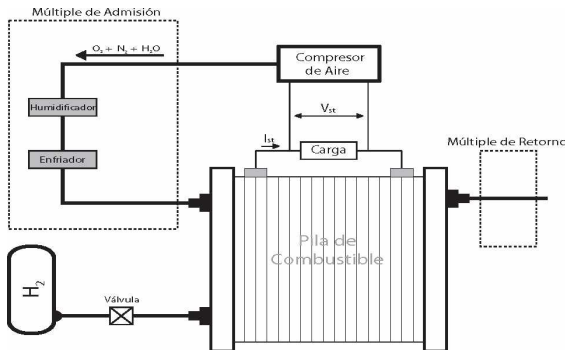 Múltiple de Admisión
O₂ + N₂ + H₂O
Compresor
de Aire
Humidificador
Vst
Ist
Carga
Múltiple de Retorno
Enfriador
Pila de
Combustible
H₂
Válvula